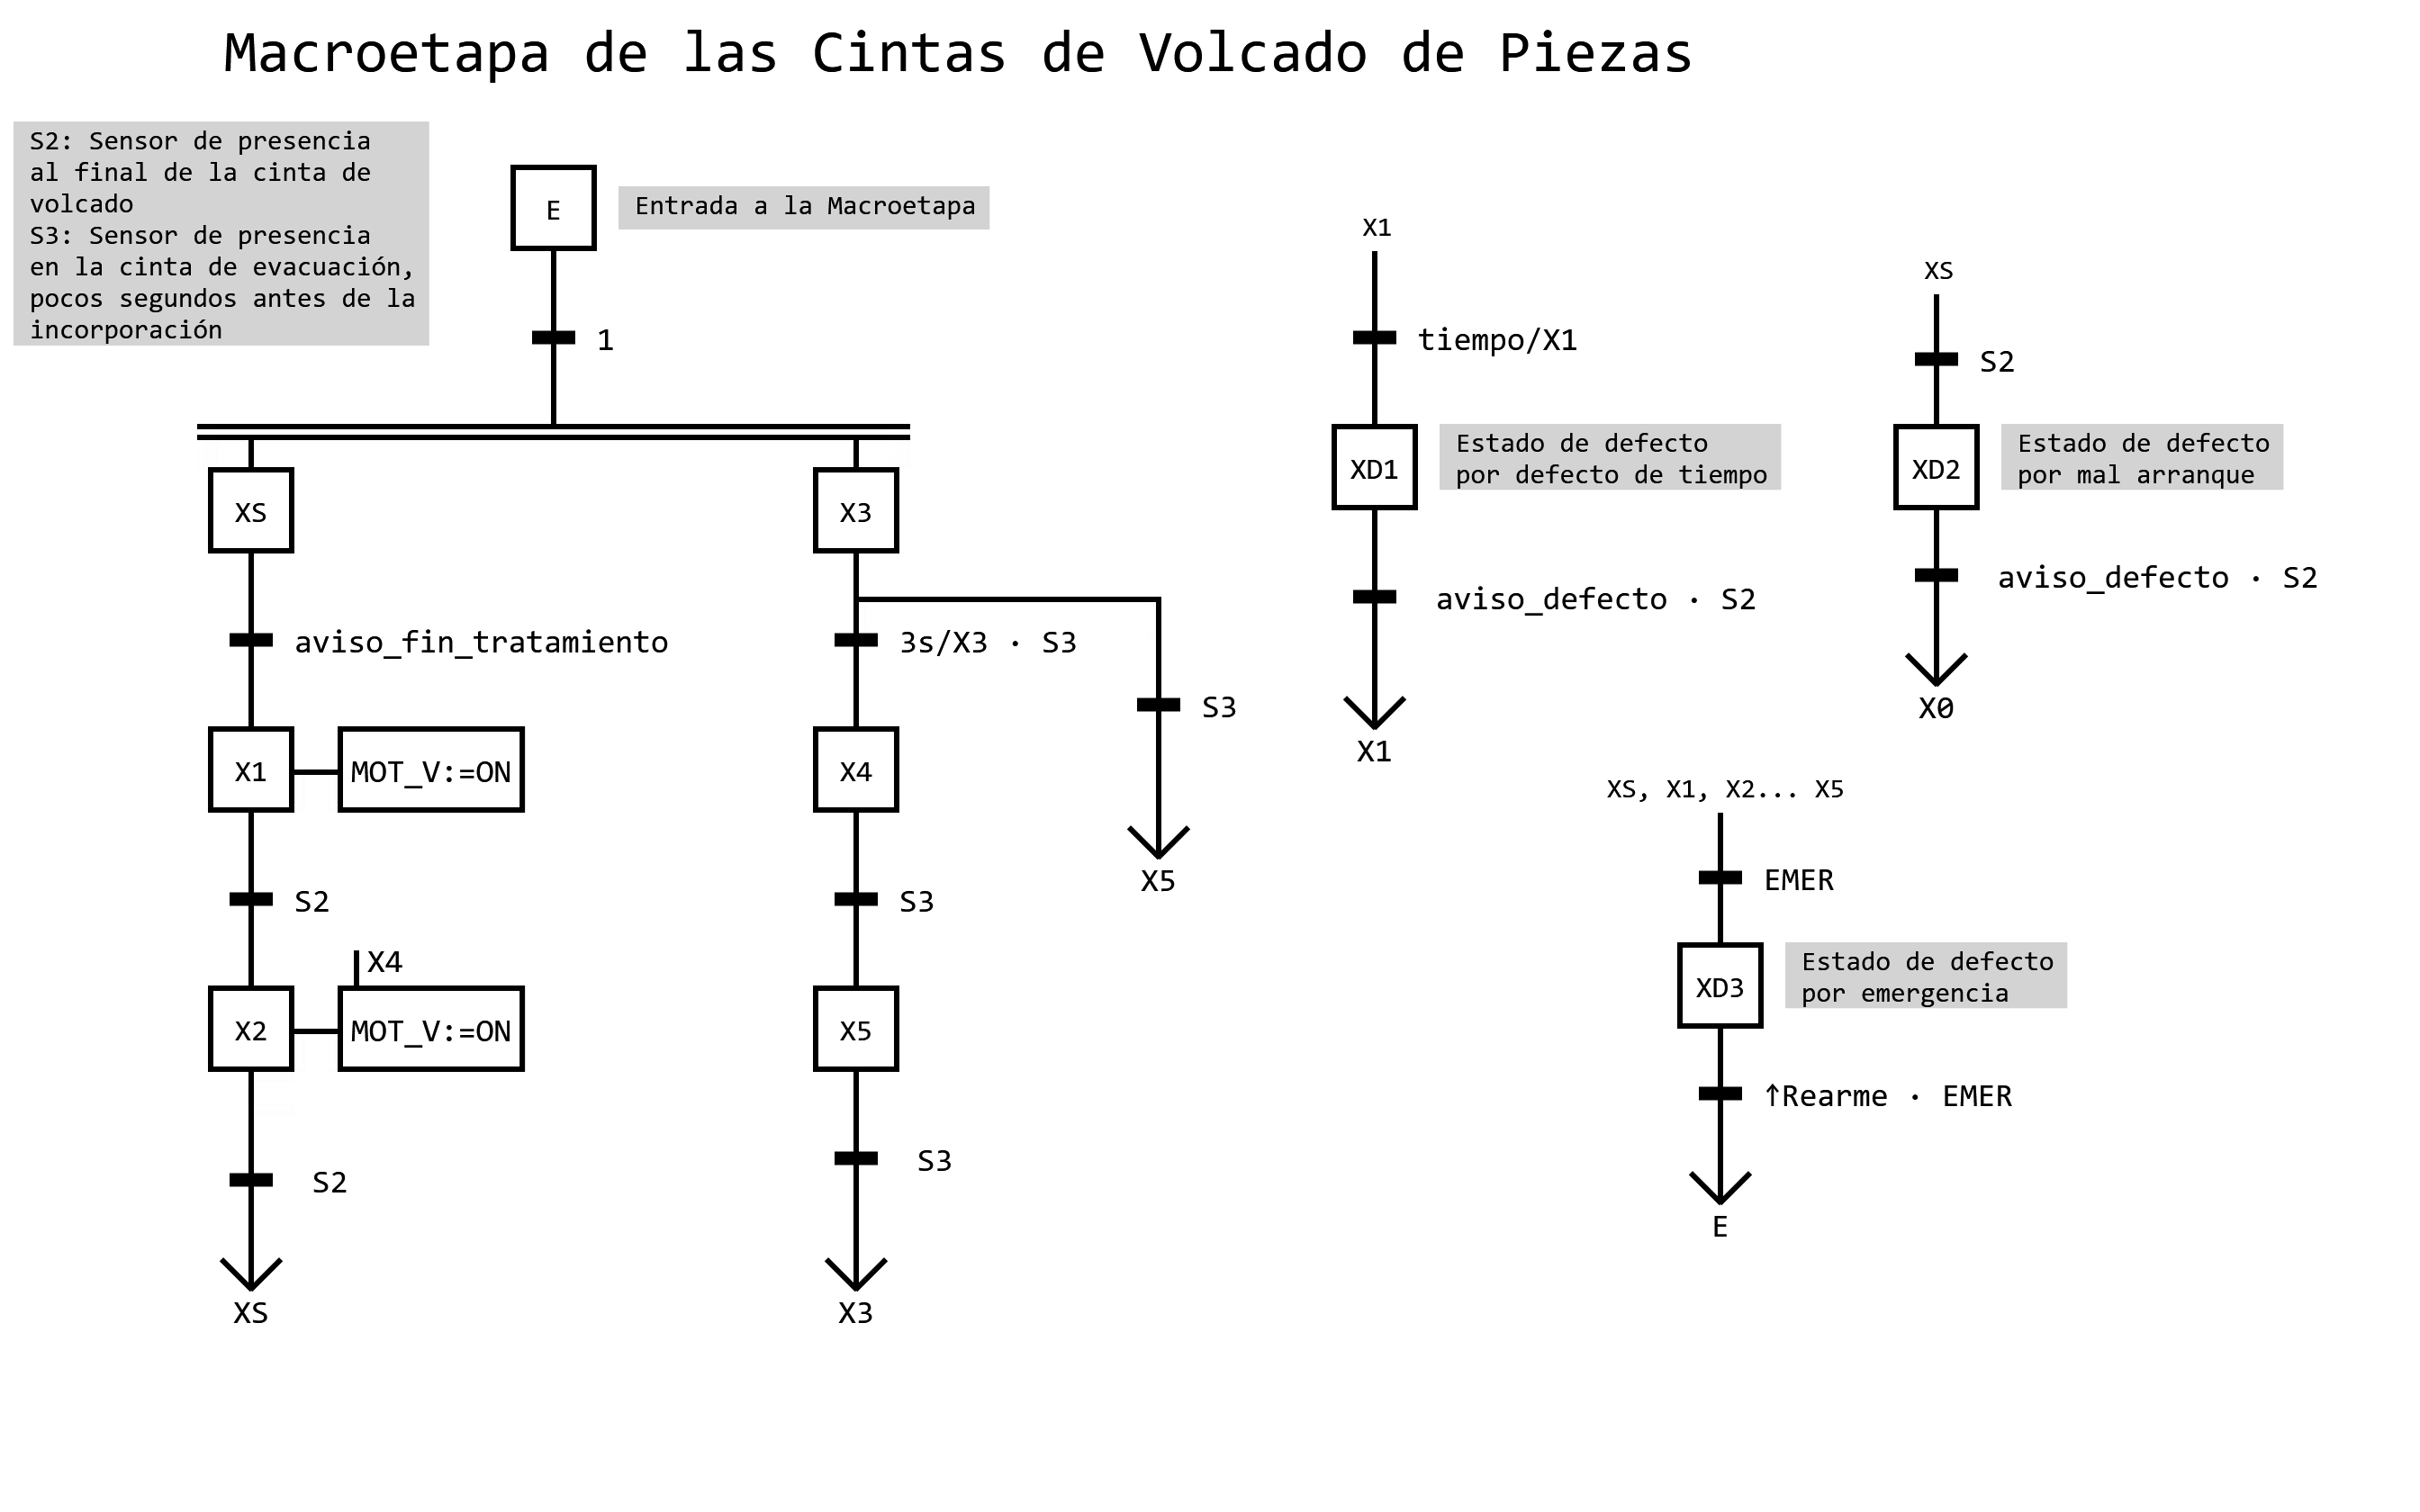 Macroetapa de las Cintas de Volcado de Piezas
S2: Sensor de presencia
al final de la cinta de
volcado
S3: Sensor de presencia
en la cinta de evacuación,
pocos segundos antes de la
incorporación
E
Entrada a la Macroetapa
1
XS
aviso_fin_tratamiento
X1
MOT_V:=ON
S2
X4
X2
MOT_V:=ON
S2
XS
X3
3s/X3 · S3
S3
X5
X4
S3
X5
S3
X3
X1
tiempo/X1
XD1
Estado de defecto
por defecto de tiempo
aviso_defecto · S2
X1
XS
S2
XD2
Estado de defecto
por mal arranque
aviso_defecto · S2
X0
XS, X1, X2... X5
EMER
XD3
Estado de defecto
por emergencia
↑Rearme · EMER
E